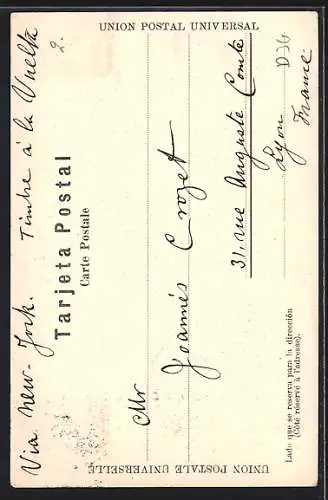 Via New-York. Timbre à la Vuelta
2.
UNION POSTAL UNIVERSAL
UNION POSTALE UNIVERSELLE
Tarjeta Postal
Carte Postale
Mr
Joannès Crozet
31, rue Auguste Comte
Lyon
France.
D36
Lado que se reserva para la dirección
(Côté réservé à l'adresse).